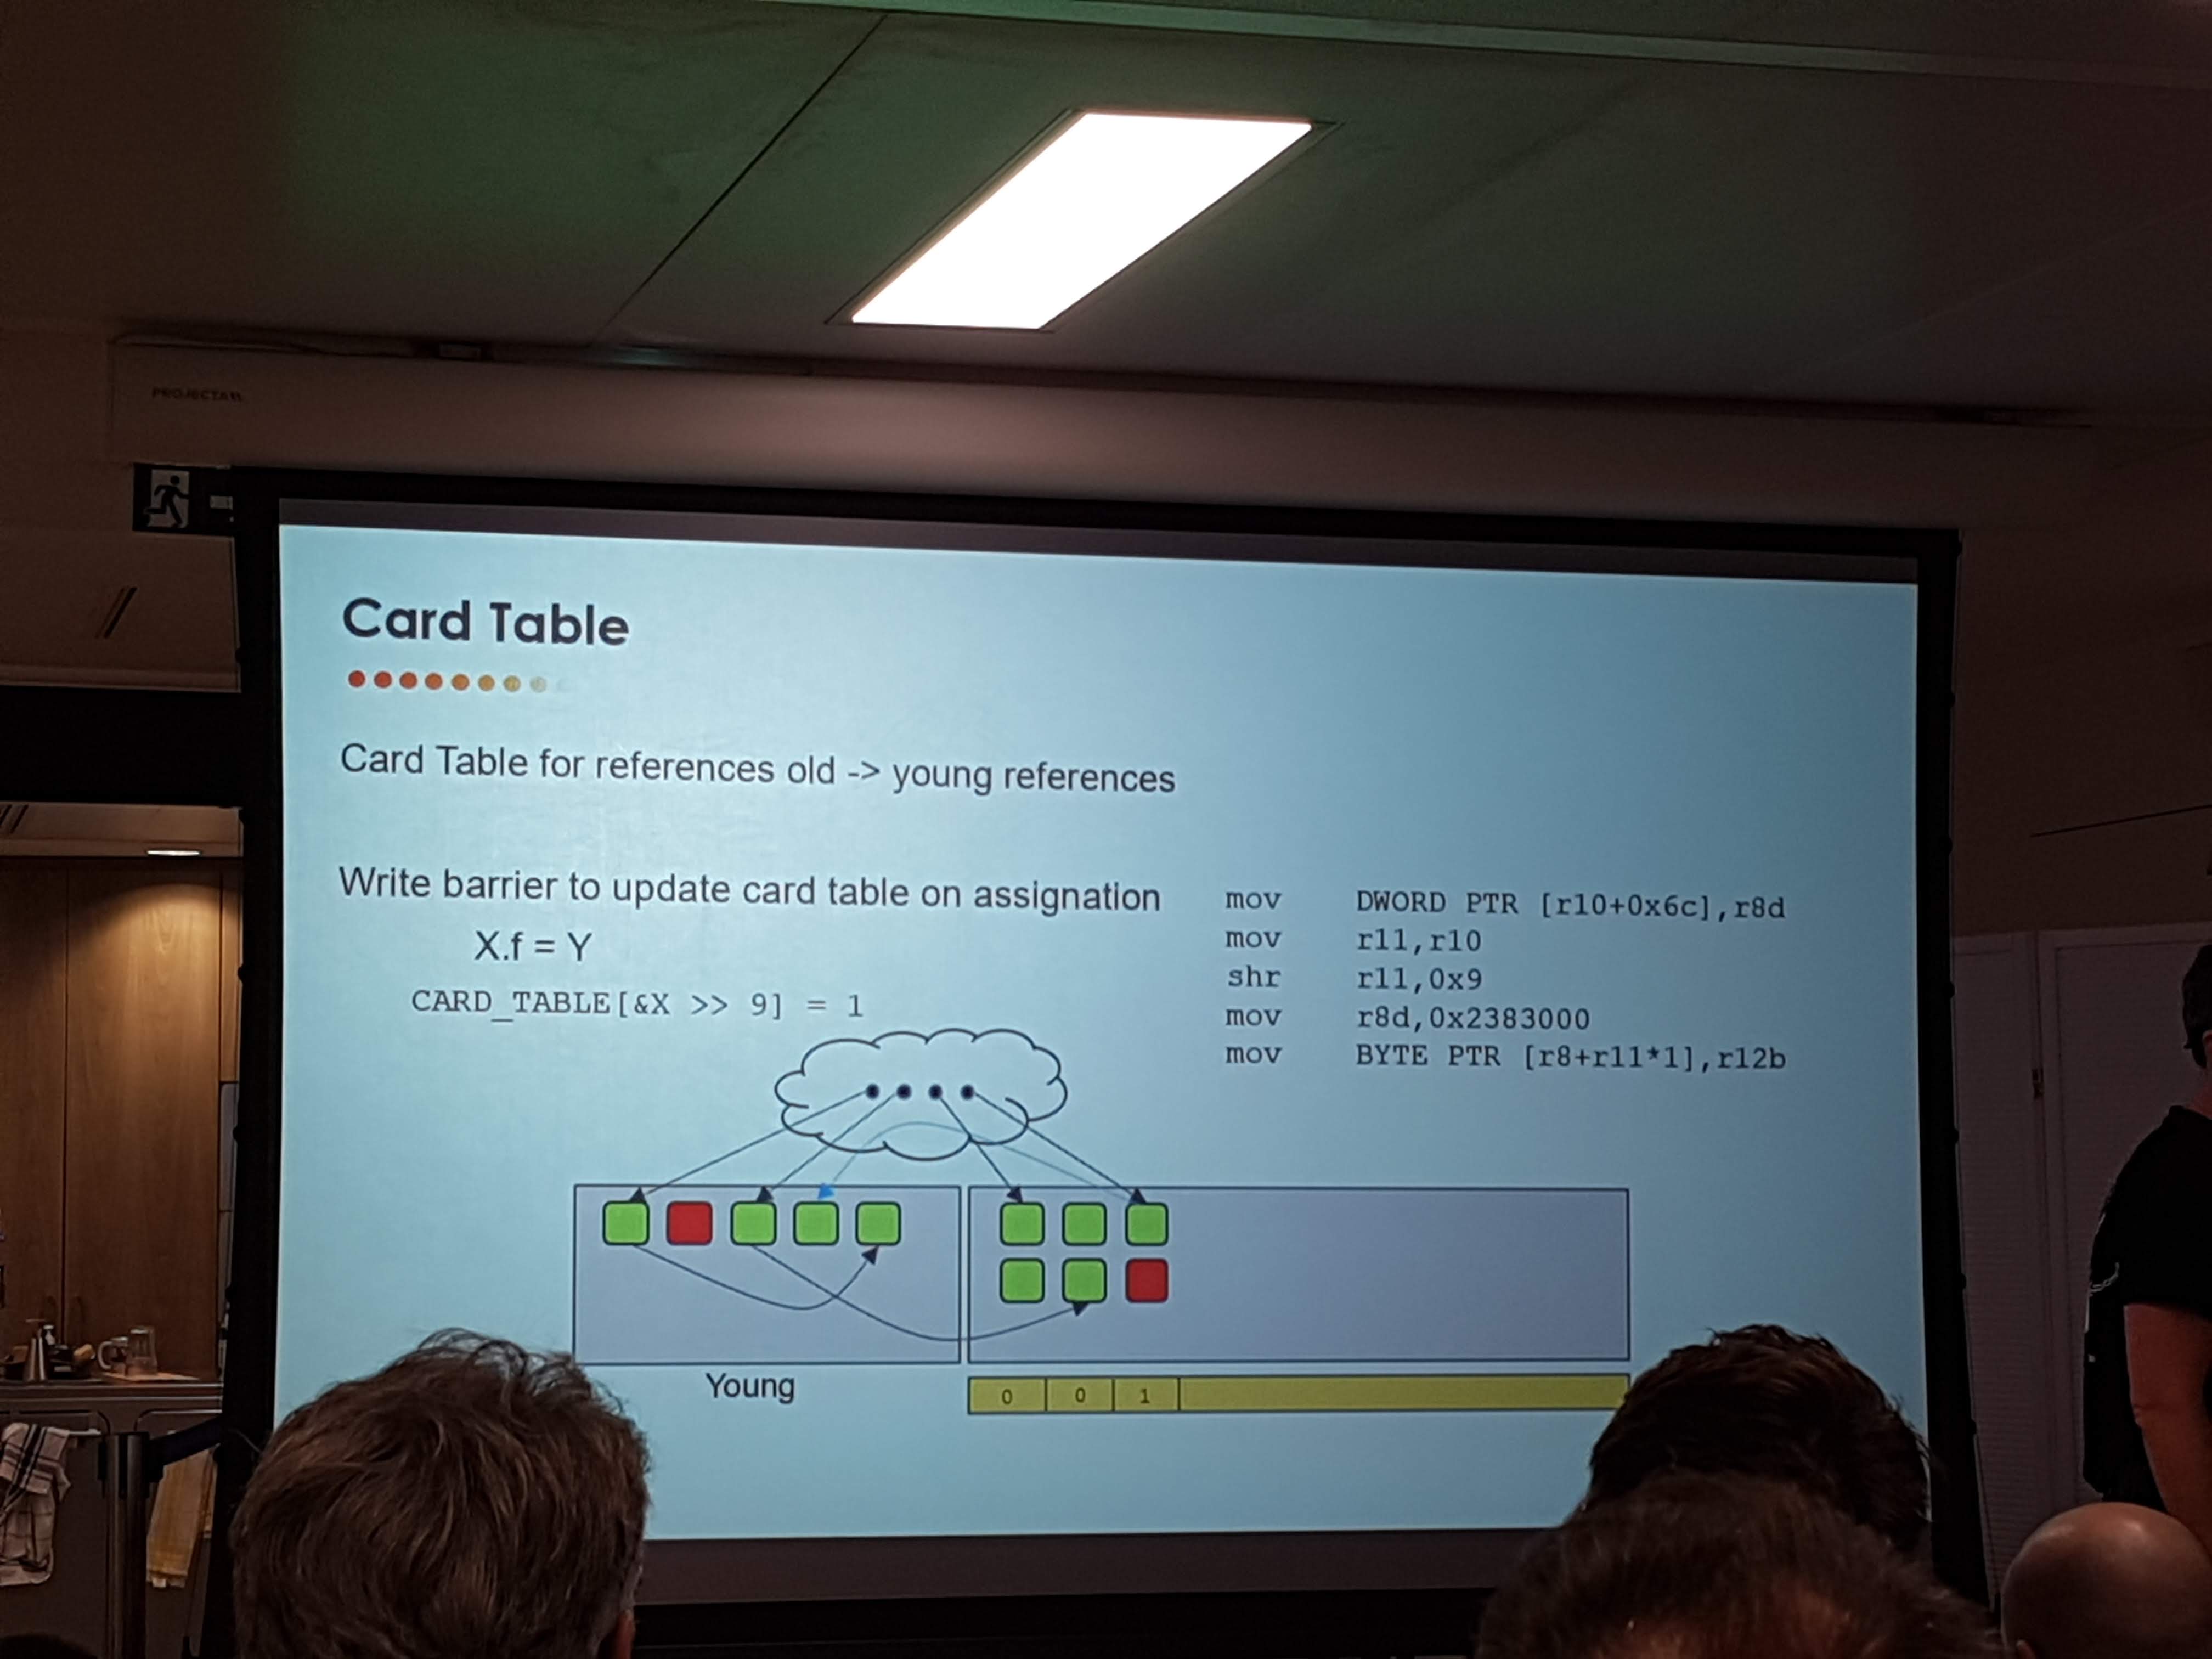 PROJECTA
Card Table
Card Table for references old -> young references
Write barrier to update card table on assignation
X.f = Y
CARD_TABLE[&X >> 9] = 1
mov DWORD PTR [r10+0x6c],r8d
mov r11,r10
shr r11,0x9
mov r8d,0x2383000
mov BYTE PTR [r8+r11*1],r12b
Young
0 0 1